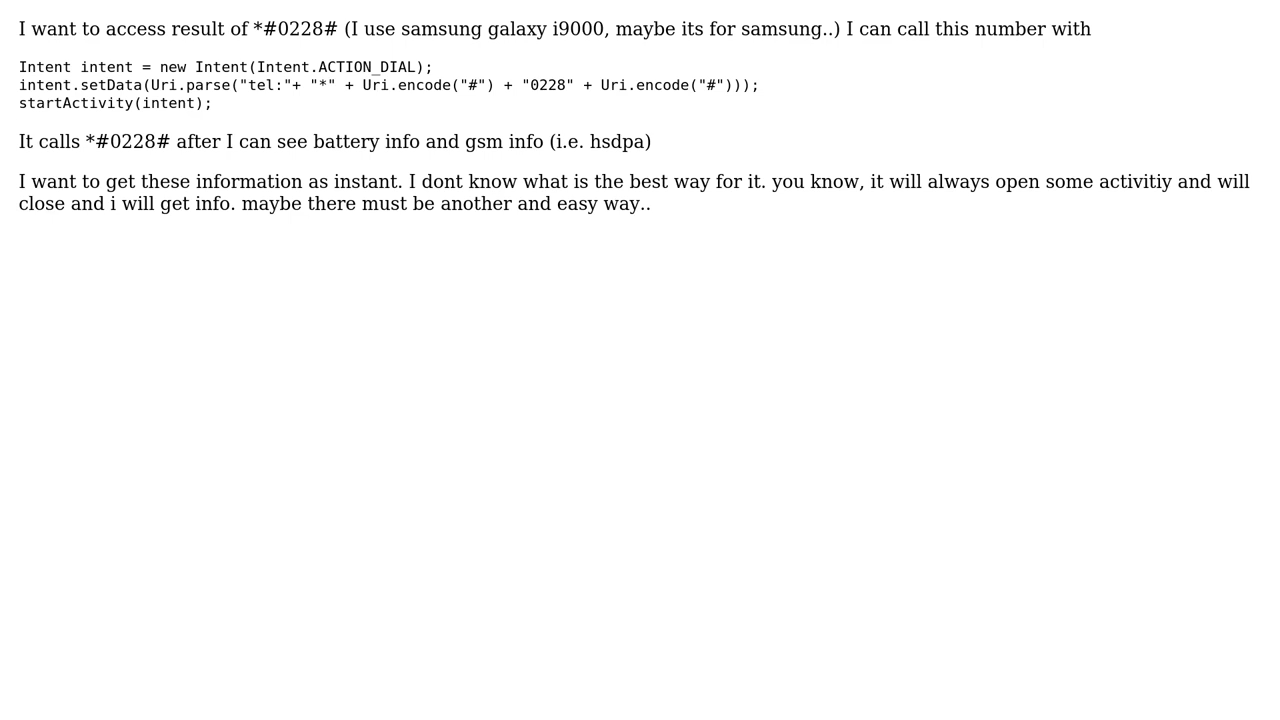 I want to access result of *#0228# (I use samsung galaxy i9000, maybe its for samsung..) I can call this number with
Intent intent = new Intent(Intent.ACTION_DIAL);
intent.setData(Uri.parse("tel:"+ "*" + Uri.encode("#") + "0228" + Uri.encode("#")));
startActivity(intent);
It calls *#0228# after I can see battery info and gsm info (i.e. hsdpa)
I want to get these information as instant. I dont know what is the best way for it. you know, it will always open some activitiy and will
close and i will get info. maybe there must be another and easy way..